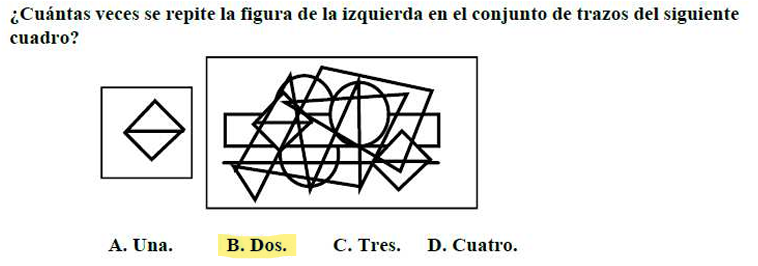 ¿Cuántas veces se repite la figura de la izquierda en el conjunto de trazos del siguiente
cuadro?
A. Una. B. Dos. C. Tres. D. Cuatro.